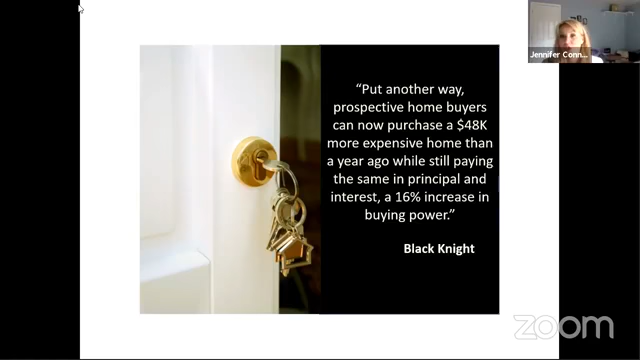 Jennifer Conn...
“Put another way,
prospective home buyers
can now purchase a $48K
more expensive home than
a year ago while still paying
the same in principal and
interest, a 16% increase in
buying power.”
Black Knight
zoom